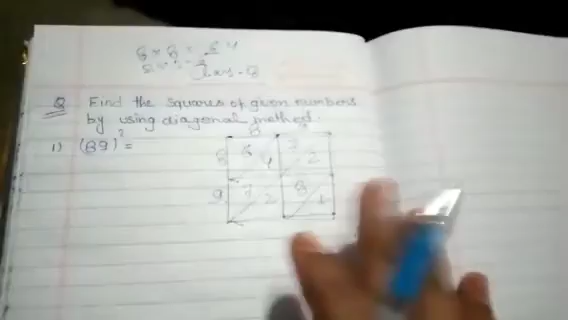 8 × 8 = 64
Q Find the squares of given numbers
by using diagonal method.
1) (89)² =
8
8 6 4 7 2
9 7 2 8 1